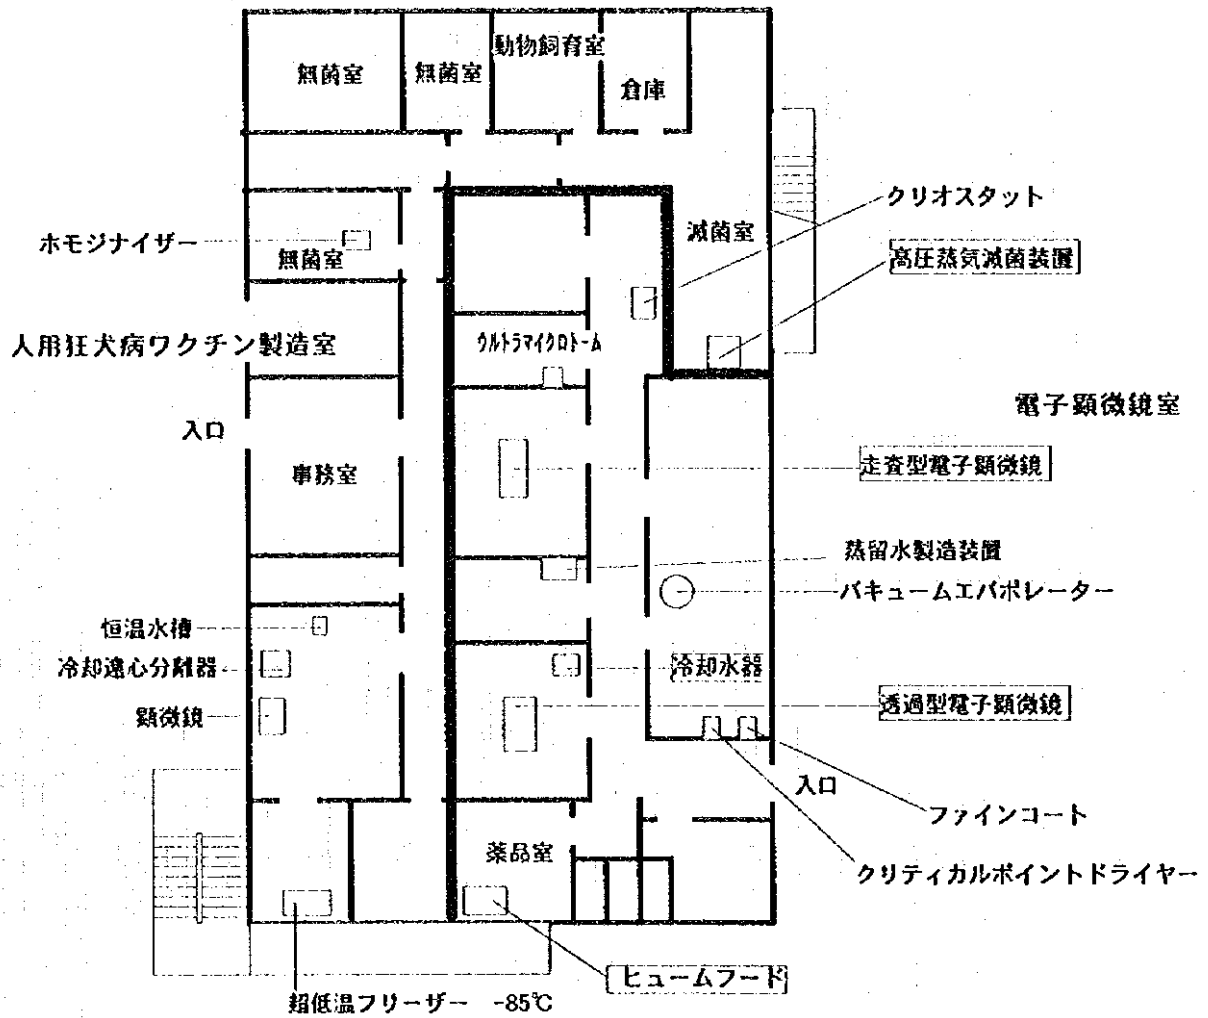 無菌室
無菌室
動物飼育室
倉庫
クリオスタット
滅菌室
ホモジナイザー
無菌室
高圧蒸気滅菌装置
人用狂犬病ワクチン製造室
ウルトラマイクロトーム
電子顕微鏡室
入口
走査型電子顕微鏡
事務室
蒸留水製造装置
バキュームエバポレーター
恒温水槽
冷却遠心分離器
冷却水器
顕微鏡
透過型電子顕微鏡
入口
ファインコート
薬品室
クリティカルポイントドライヤー
ヒュームフード
超低温フリーザー -85℃